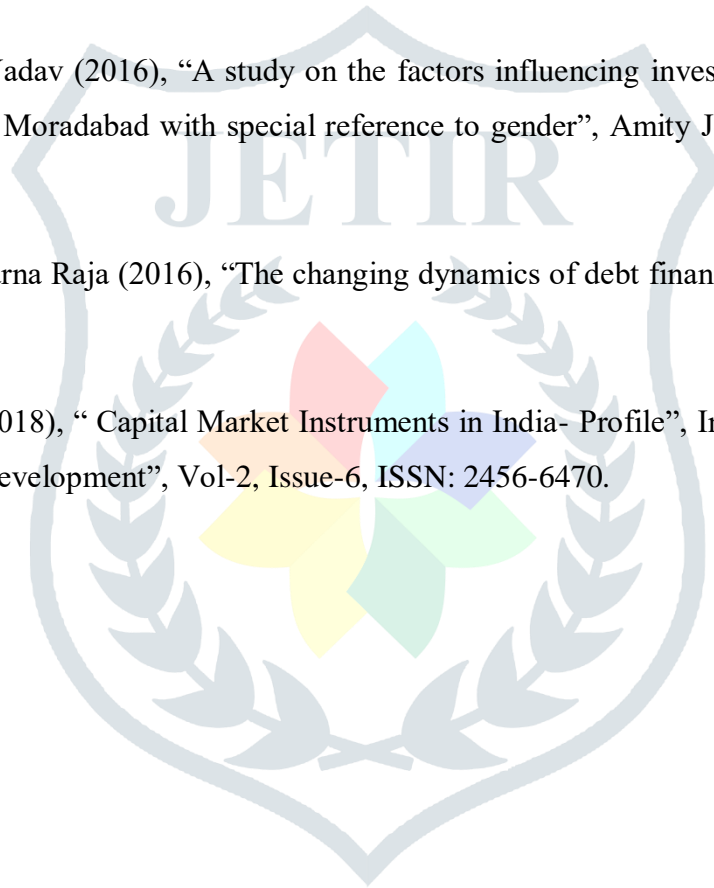 Yadav (2016), “A study on the factors influencing inves
Moradabad with special reference to gender”, Amity J
JETIR
rna Raja (2016), “The changing dynamics of debt finan
018), “ Capital Market Instruments in India- Profile”, In
evelopment”, Vol-2, Issue-6, ISSN: 2456-6470.